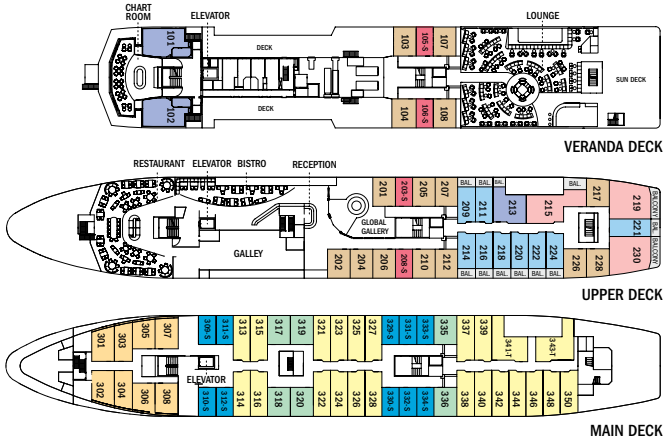 CHART
ROOM
ELEVATOR
LOUNGE
101
DECK
103
105-S
107
SUN DECK
102
DECK
104
106-S
108
VERANDA DECK
RESTAURANT
ELEVATOR
BISTRO
RECEPTION
201
203-S
205
207
BAL.
BAL.
BAL.
BAL.
209
211
213
215
217
219
BALCONY
GLOBAL
GALLERY
221
BAL.
GALLEY
202
204
206
208-S
210
212
214
216
218
220
222
224
226
228
230
BALCONY
BAL.
BAL.
BAL.
BAL.
BAL.
BAL.
UPPER DECK
301
303
305
307
309-S
311-S
313
315
317
319
321
323
325
327
329-S
331-S
333-S
335
337
339
341-T
343-T
ELEVATOR
302
304
306
308
310-S
312-S
314
316
318
320
322
324
326
328
330-S
332-S
334-S
336
338
340
342
344
346
348
350
MAIN DECK